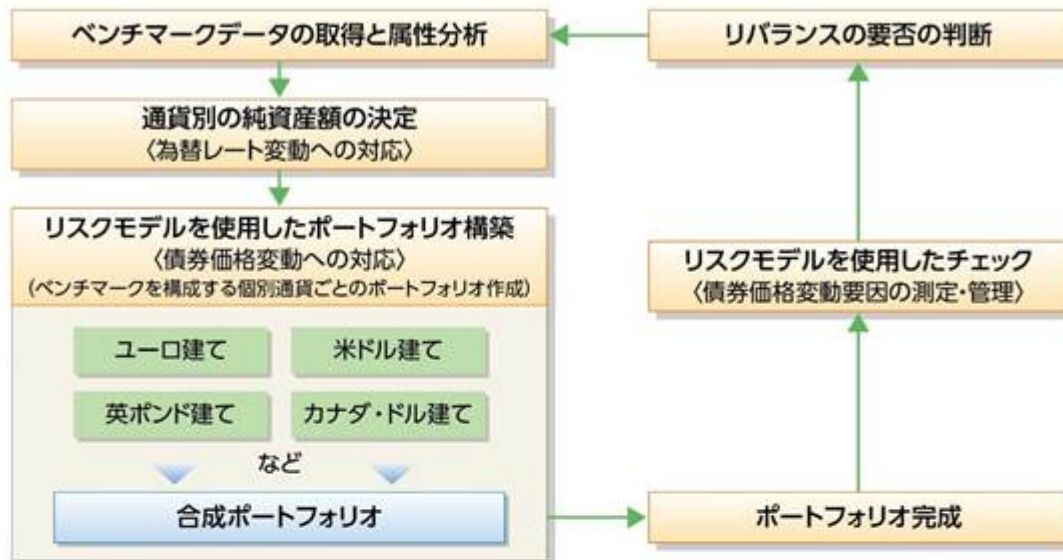 ベンチマークデータの取得と属性分析
通貨別の純資産額の決定
〈為替レート変動への対応〉
リスクモデルを使用したポートフォリオ構築
〈債券価格変動への対応〉
(ベンチマークを構成する個別通貨ごとのポートフォリオ作成)
ユーロ建て
米ドル建て
英ポンド建て
カナダ・ドル建て
など
合成ポートフォリオ
ポートフォリオ完成
リスクモデルを使用したチェック
〈債券価格変動要因の測定・管理〉
リバランスの要否の判断